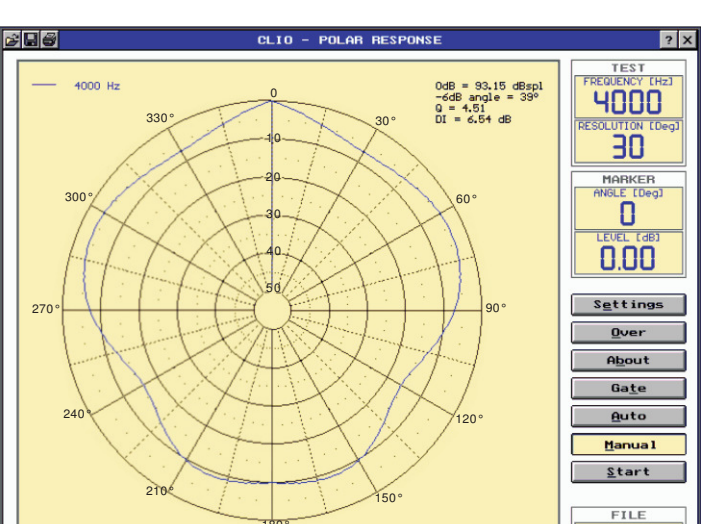 CLIO - POLAR RESPONSE
? X
4000 Hz
0dB = 93.15 dBspl
-6dB angle = 39°
Q = 4.51
DI = 6.54 dB
0
330°
30°
10
20
300°
60°
30
40
50
270°
90°
240°
120°
210°
150°
180°
TEST
FREQUENCY [Hz]
4000
RESOLUTION [Deg]
30
MARKER
ANGLE [Deg]
0
LEVEL [dB]
0.00
Settings
Over
About
Gate
Auto
Manual
Start
FILE